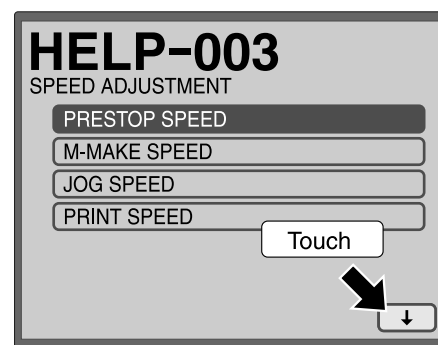 HELP-003
SPEED ADJUSTMENT
PRESTOP SPEED
M-MAKE SPEED
JOG SPEED
PRINT SPEED
Touch
↓